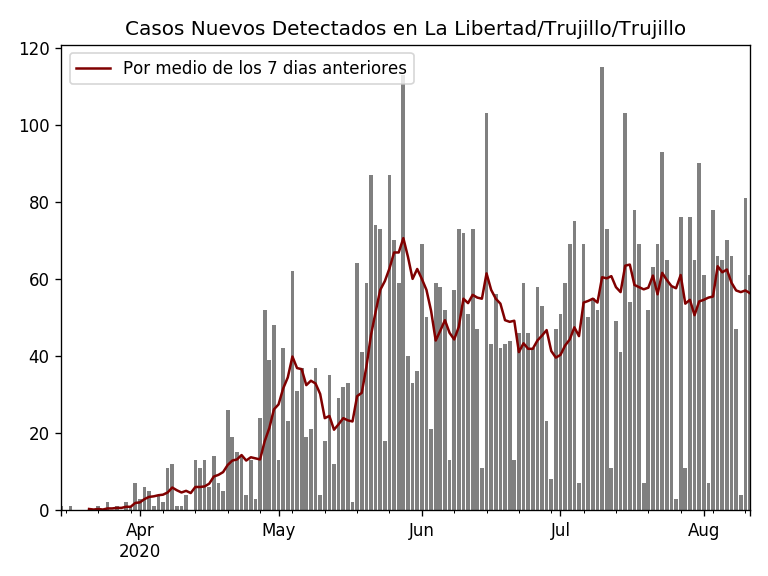 Casos Nuevos Detectados en La Libertad/Trujillo/Trujillo
Por medio de los 7 dias anteriores
120
100
80
60
40
20
0
Apr
2020
May
Jun
Jul
Aug